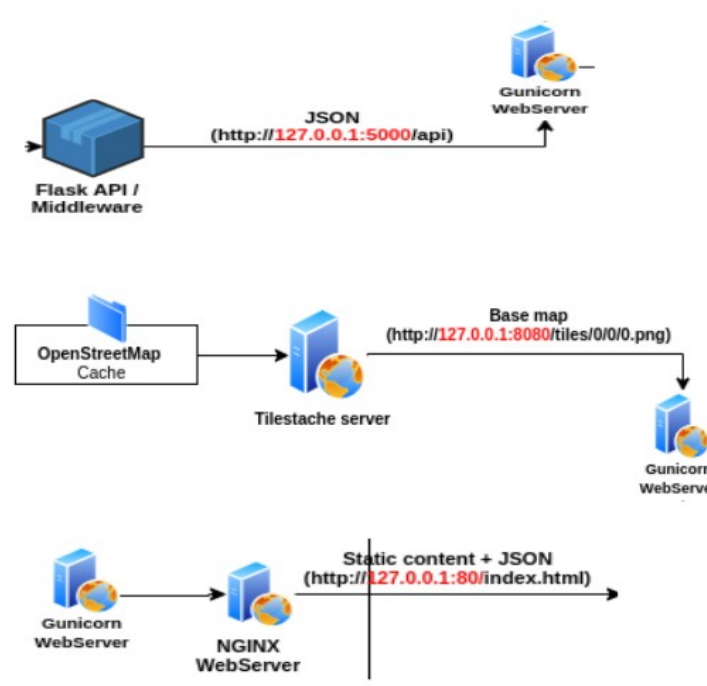 Gunicorn
WebServer
JSON
(http://127.0.0.1:5000/api)
Flask API /
Middleware
Base map
(http://127.0.0.1:8080/tiles/0/0/0.png)
OpenStreetMap
Cache
Tilestache server
Gunicorn
WebServe
Static content + JSON
(http://127.0.0.1:80/index.html)
Gunicorn
WebServer
NGINX
WebServer